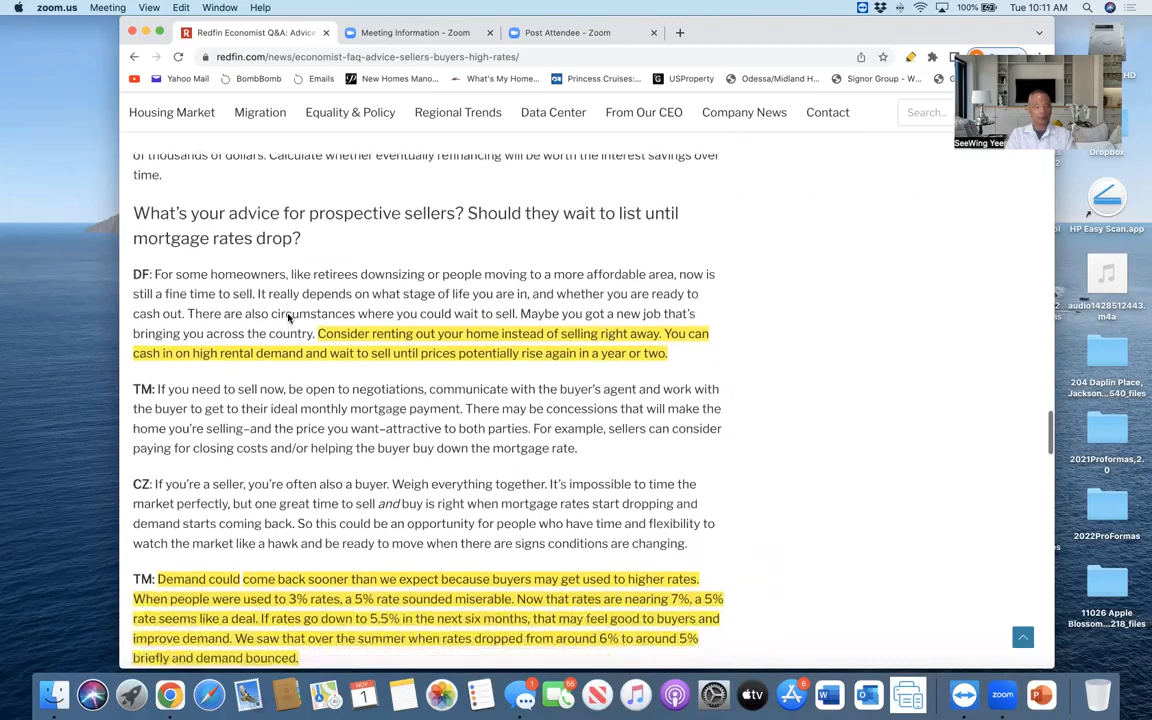 zoom.us Meeting View Edit Window Help 100% Tue 10:11 AM
Redfin Economist Q&A: Advice Meeting Information - Zoom Post Attendee - Zoom
redfin.com/news/economist-faq-advice-sellers-buyers-high-rates/
Yahoo Mail BombBomb Emails New Homes Mano... What's My Home... Princess Cruises:... USProperty Odessa/Midland H... Signor Group - W...
Housing Market Migration Equality & Policy Regional Trends Data Center From Our CEO Company News Contact Search...
SeeWing Yee
HD
Dropbox
of thousands of dollars. Calculate whether eventually refinancing will be worth the interest savings over
time.
What's your advice for prospective sellers? Should they wait to list until
mortgage rates drop?
DF: For some homeowners, like retirees downsizing or people moving to a more affordable area, now is
still a fine time to sell. It really depends on what stage of life you are in, and whether you are ready to
cash out. There are also circumstances where you could wait to sell. Maybe you got a new job that's
bringing you across the country. Consider renting out your home instead of selling right away. You can
cash in on high rental demand and wait to sell until prices potentially rise again in a year or two.
TM: If you need to sell now, be open to negotiations, communicate with the buyer's agent and work with
the buyer to get to their ideal monthly mortgage payment. There may be concessions that will make the
home you're selling–and the price you want–attractive to both parties. For example, sellers can consider
paying for closing costs and/or helping the buyer buy down the mortgage rate.
CZ: If you're a seller, you're often also a buyer. Weigh everything together. It's impossible to time the
market perfectly, but one great time to sell and buy is right when mortgage rates start dropping and
demand starts coming back. So this could be an opportunity for people who have time and flexibility to
watch the market like a hawk and be ready to move when there are signs conditions are changing.
TM: Demand could come back sooner than we expect because buyers may get used to higher rates.
When people were used to 3% rates, a 5% rate sounded miserable. Now that rates are nearing 7%, a 5%
rate seems like a deal. If rates go down to 5.5% in the next six months, that may feel good to buyers and
improve demand. We saw that over the summer when rates dropped from around 6% to around 5%
briefly and demand bounced.
HP Easy Scan.app
audio1428512443.
m4a
204 Daplin Place,
Jackson...540_files
2021Proformas,2.
0
2022ProFormas
11026 Apple
Blossom...218_files
NOV
1
1
56
6
tv
W
zoom
P